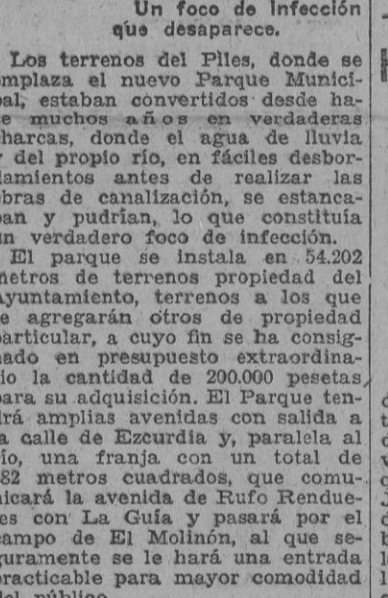 Un foco de infección
que desaparece.
Los terrenos del Piles, donde se
mplaza el nuevo Parque Munici-
pal, estaban convertidos desde ha-
e muchos años en verdaderas
charcas, donde el agua de lluvia
y del propio río, en fáciles desbor-
damientos antes de realizar las
obras de canalización, se estanca-
ban y pudrían, lo que constituía
un verdadero foco de infección.
El parque se instala en 54.202
metros de terrenos propiedad del
Ayuntamiento, terrenos a los que
e agregarán otros de propiedad
particular, a cuyo fin se ha consig-
nado en presupuesto extraordina-
io la cantidad de 200.000 pesetas
para su adquisición. El Parque ten-
drá amplias avenidas con salida a
a calle de Ezcurdia y, paralela al
ío, una franja con un total de
82 metros cuadrados, que comu-
nicará la avenida de Rufo Rendue-
es con La Guía y pasará por el
campo de El Molinón, al que se-
guramente se le hará una entrada
practicable para mayor comodidad
del público